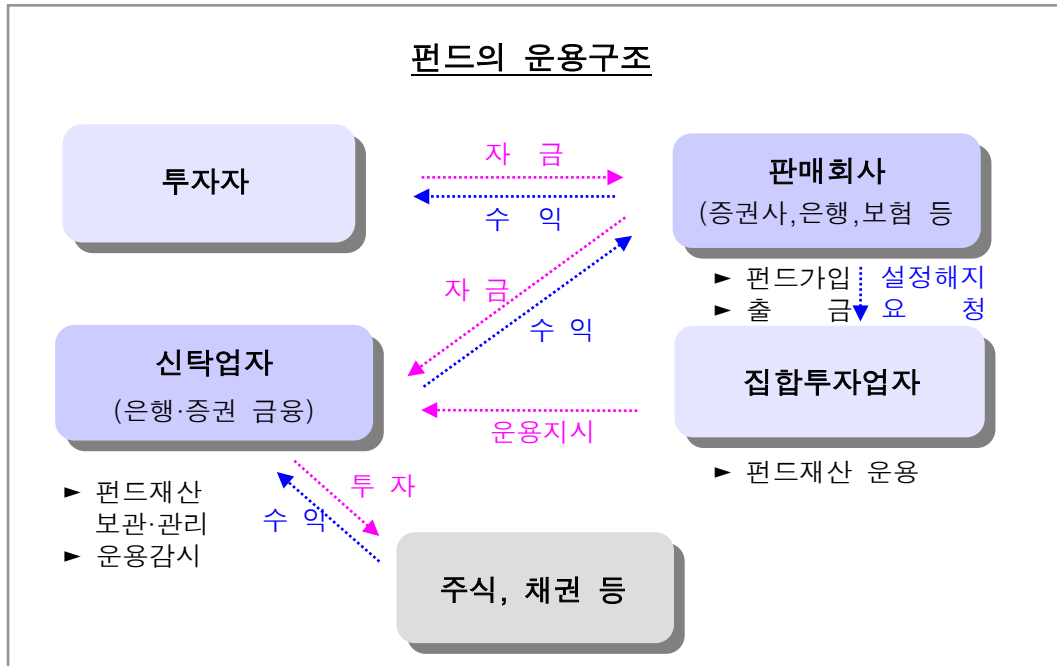 펀드의 운용구조
투자자
자 금
수 익
판매회사
(증권사,은행,보험 등
► 펀드가입
► 출 금
설정해지
요 청
자 금
수 익
신탁업자
(은행·증권 금융)
집합투자업자
운용지시
► 펀드재산
보관·관리
► 운용감시
► 펀드재산 운용
투 자
수 익
주식, 채권 등